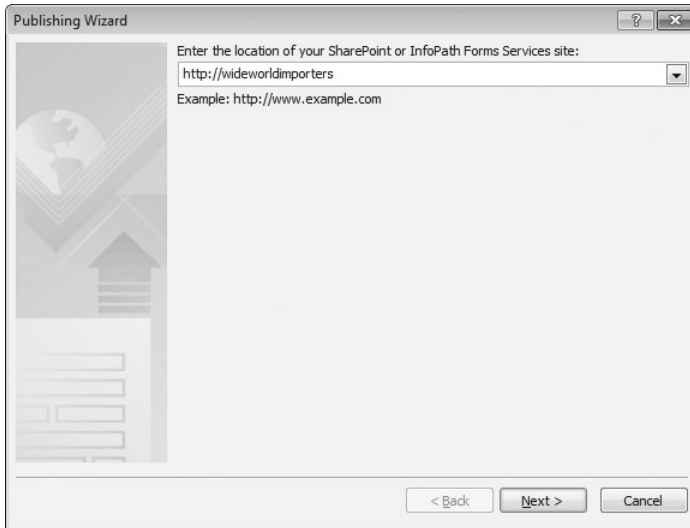 Publishing Wizard
Enter the location of your SharePoint or InfoPath Forms Services site:
http://wideworldimporters
Example: http://www.example.com
< Back
Next >
Cancel